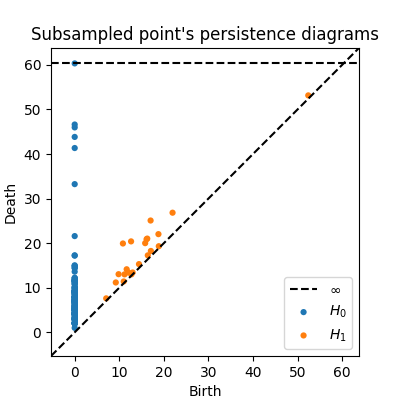 Subsampled point's persistence diagrams
60
50
40
30
20
10
0
Death
∞
H₀
H₁
0 10 20 30 40 50 60
Birth